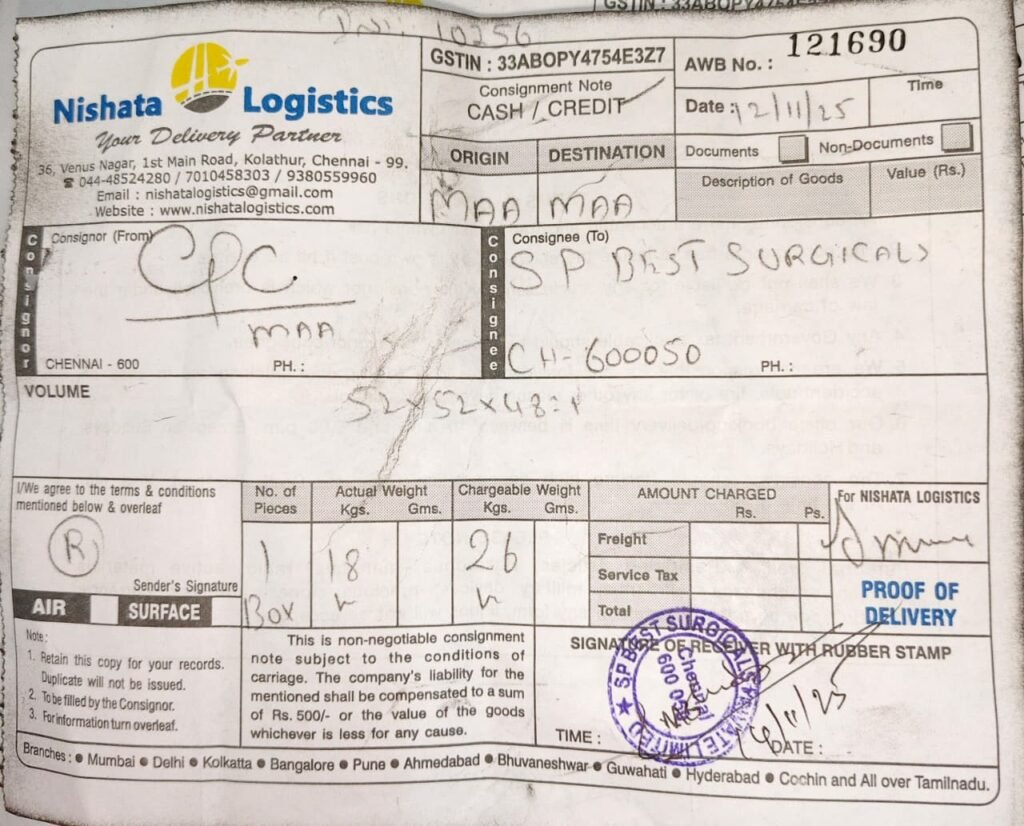 Inv: 10256
Nishata Logistics
Your Delivery Partner
36, Venus Nagar, 1st Main Road, Kolathur, Chennai - 99.
☎ 044-48524280 / 7010458303 / 9380559960
Email : nishatalogistics@gmail.com
Website : www.nishatalogistics.com
GSTIN : 33ABOPY4754E3Z7
Consignment Note
CASH / CREDIT
ORIGIN DESTINATION
MAA MAA
AWB No. : 121690
Date : 12/11/25 Time
Documents Non-Documents
Description of Goods Value (Rs.)
Consignor
Consignor (From)
CPC
MAA
CHENNAI - 600 PH. :
Consignee
Consignee (To)
SP BEST SURGICALS
CH-600050 PH. :
VOLUME
52×52×48=1
I/We agree to the terms & conditions
mentioned below & overleaf
R
Sender's Signature
AIR SURFACE
No. of Pieces
1
Box
Actual Weight
Kgs. Gms.
18
Chargeable Weight
Kgs. Gms.
26
AMOUNT CHARGED
Rs. Ps.
Freight
Service Tax
Total
For NISHATA LOGISTICS
PROOF OF
DELIVERY
Note:
1. Retain this copy for your records.
Duplicate will not be issued.
2. To be filled by the Consignor.
3. For information turn overleaf.
This is non-negotiable consignment
note subject to the conditions of
carriage. The company's liability for
the mentioned shall be compensated to a sum
of Rs. 500/- or the value of the goods
whichever is less for any cause.
SIGNATURE OF RECEIVER WITH RUBBER STAMP
SP BEST SURGICALS PRIVATE LIMITED
Chennai
600 050
TIME : DATE :
Branches : ● Mumbai ● Delhi ● Kolkatta ● Bangalore ● Pune ● Ahmedabad ● Bhuvaneshwar ● Guwahati ● Hyderabad ● Cochin and All over Tamilnadu.